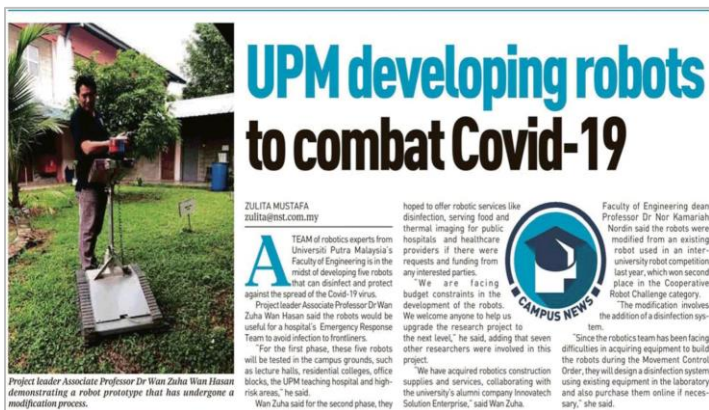 UPM developing robots
to combat Covid-19
ZULITA MUSTAFA
zulita@nst.com.my
A TEAM of robotics experts from
Universiti Putra Malaysia's
Faculty of Engineering is in the
midst of developing five robots
that can disinfect and protect
against the spread of the Covid-19 virus.
Project leader Associate Professor Dr Wan
Zuha Wan Hasan said the robots would be
useful for a hospital's Emergency Response
Team to avoid infection to frontliners.
"For the first phase, these five robots
will be tested in the campus grounds, such
as lecture halls, residential colleges, office
blocks, the UPM teaching hospital and high-
risk areas," he said.
Wan Zuha said for the second phase, they
hoped to offer robotic services like
disinfection, serving food and
thermal imaging for public
hospitals and healthcare
providers if there were
requests and funding from
any interested parties.
"We are facing
budget constraints in the
development of the robots.
We welcome anyone to help us
upgrade the research project to
the next level," he said, adding that seven
other researchers were involved in this
project.
"We have acquired robotics construction
supplies and services, collaborating with
the university's alumni company Innovatech
Solution Enterprise," said Wan Zuha.
CAMPUS NEWS
Faculty of Engineering dean
Professor Dr Nor Kamariah
Nordin said the robots were
modified from an existing
robot used in an inter-
university robot competition
last year, which won second
place in the Cooperative
Robot Challenge category.
"The modification involves
the addition of a disinfection sys-
tem.
"Since the robotics team has been facing
difficulties in acquiring equipment to build
the robots during the Movement Control
Order, they will design a disinfection system
using existing equipment in the laboratory
and also purchase them online if neces-
sary," she said.
Project leader Associate Professor Dr Wan Zuha Wan Hasan
demonstrating a robot prototype that has undergone a
modification process.